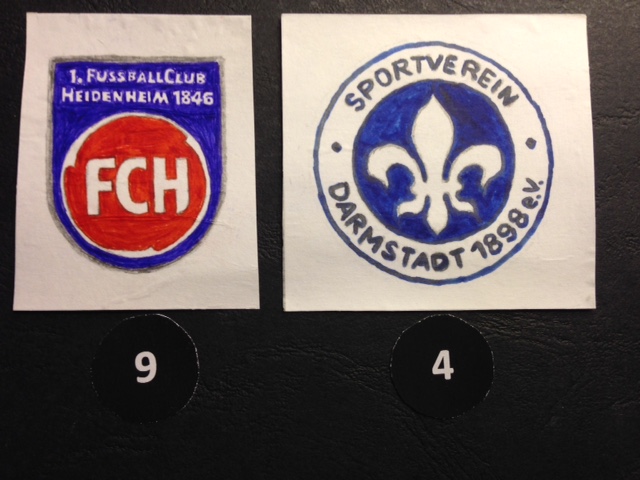 1. FUSSBALLCLUB
HEIDENHEIM 1846
FCH
SPORTVEREIN
DARMSTADT 1898 e.V.
9
4